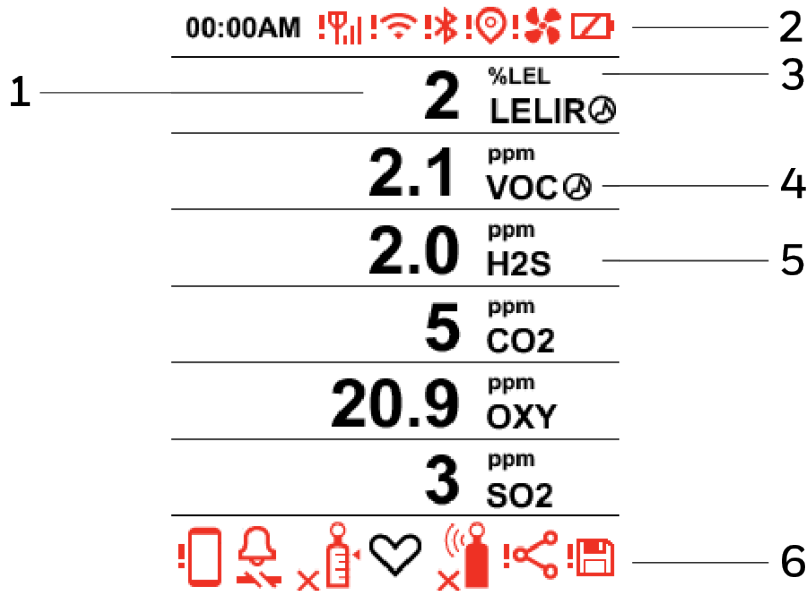 00:00AM 2
%LEL 3
1 2 LELIR
ppm
2.1 VOC 4
ppm
2.0 H2S 5
ppm
5 CO2
ppm
20.9 OXY
ppm
3 SO2
6